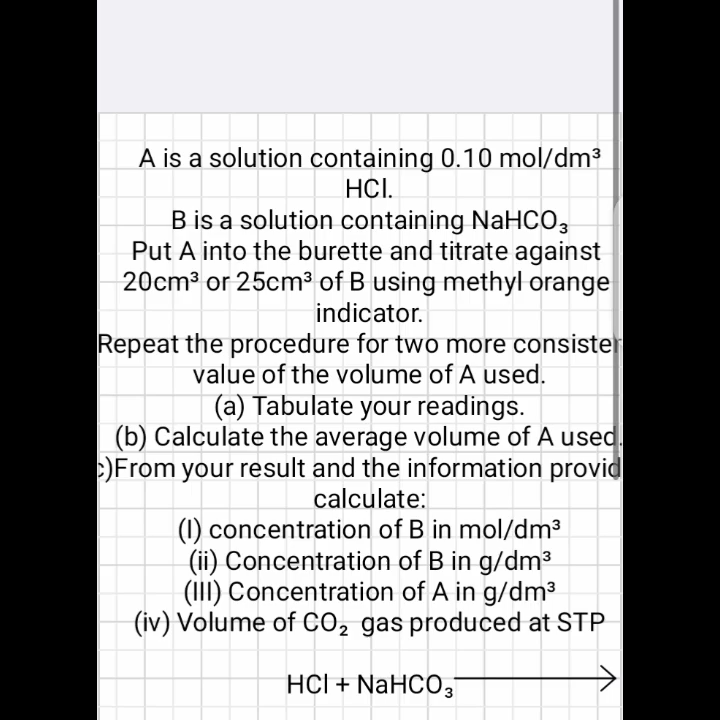 A is a solution containing 0.10 mol/dm³
HCl.
B is a solution containing NaHCO₃
Put A into the burette and titrate against
20cm³ or 25cm³ of B using methyl orange
indicator.
Repeat the procedure for two more
value of the volume of A used.
(a) Tabulate your readings.
(b) Calculate the average volume of A used.
c)From your result and the information
calculate:
(I) concentration of B in mol/dm³
(ii) Concentration of B in g/dm³
(III) Concentration of A in g/dm³
(iv) Volume of CO₂ gas produced at STP
HCl + NaHCO₃